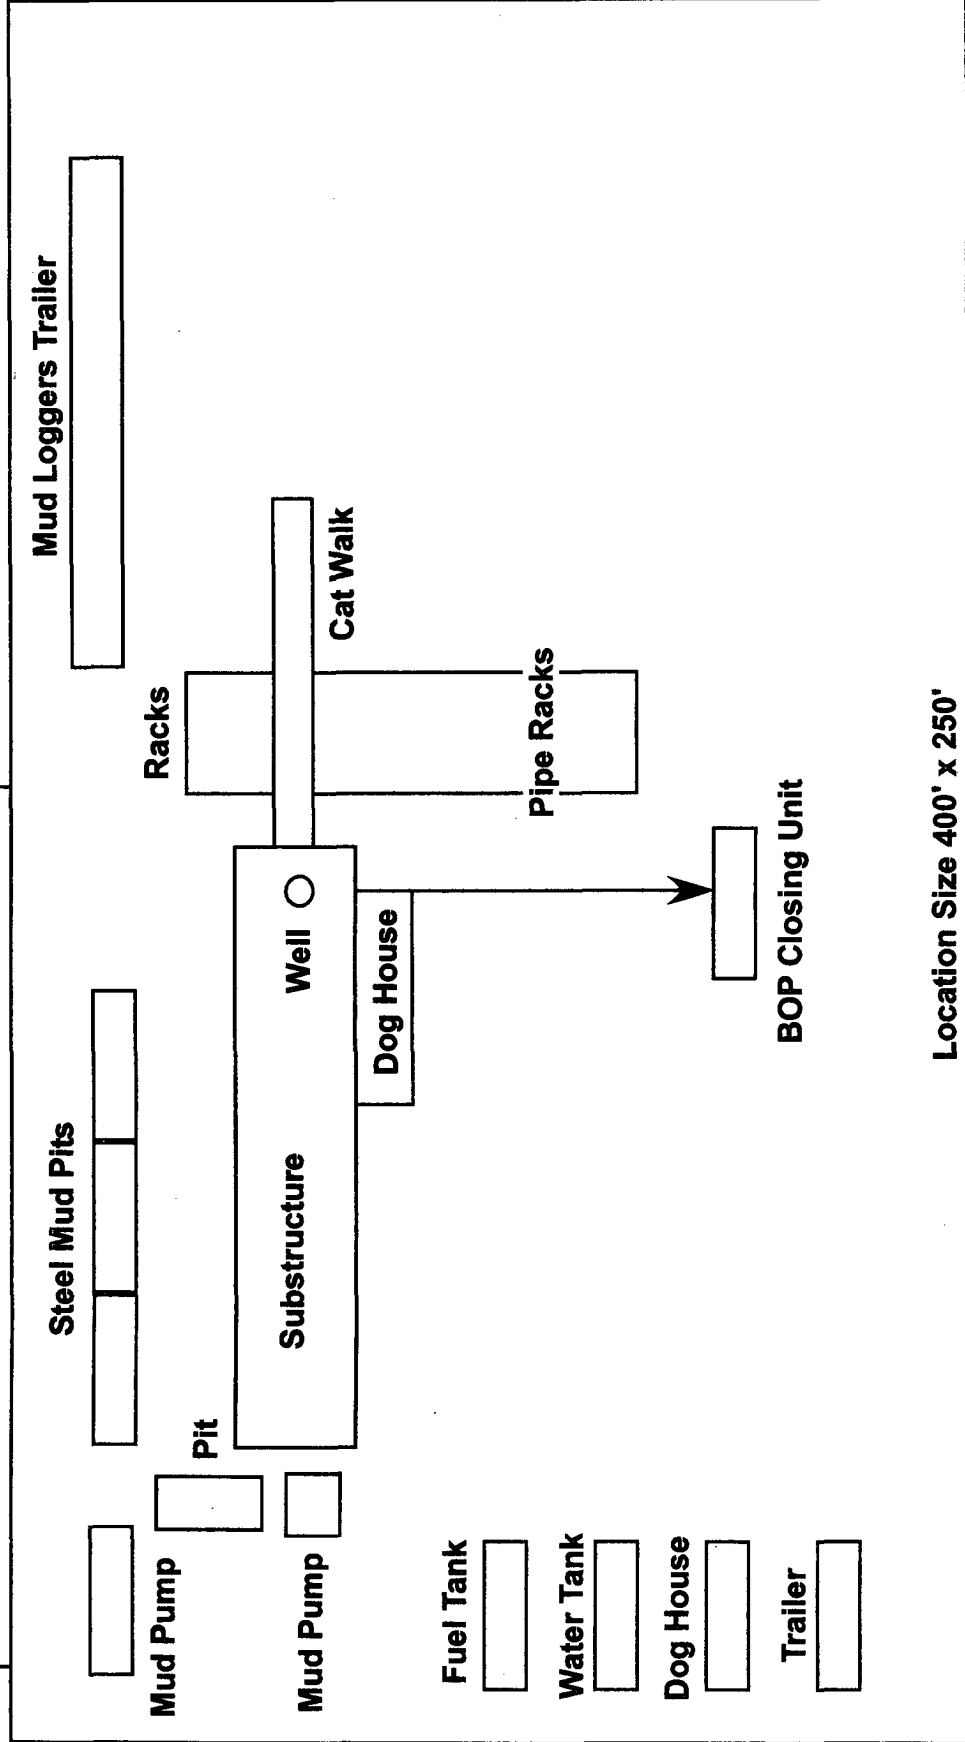 Mud Loggers Trailer
Steel Mud Pits
Racks
Pit
Mud Pump
Cat Walk
Well
Substructure
Mud Pump
Dog House
Pipe Racks
Fuel Tank
Water Tank
Dog House
BOP Closing Unit
Trailer
Location Size 400' x 250'